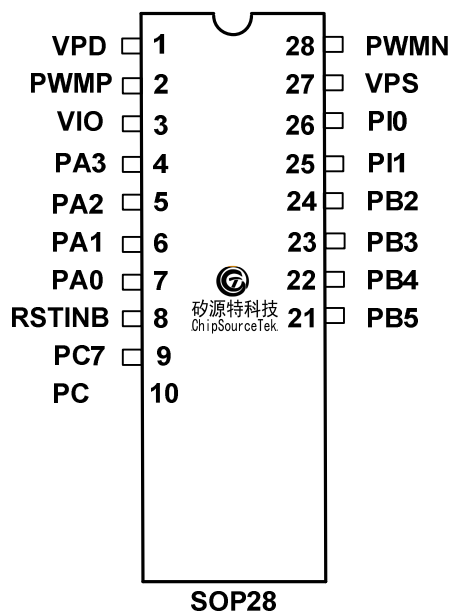 VPD 1 28 PWMN
PWMP 2 27 VPS
VIO 3 26 PI0
PA3 4 25 PI1
PA2 5 24 PB2
PA1 6 23 PB3
PA0 7 22 PB4
RSTINB 8 21 PB5
矽源特科技
ChipSourceTek
PC7 9
PC 10
SOP28